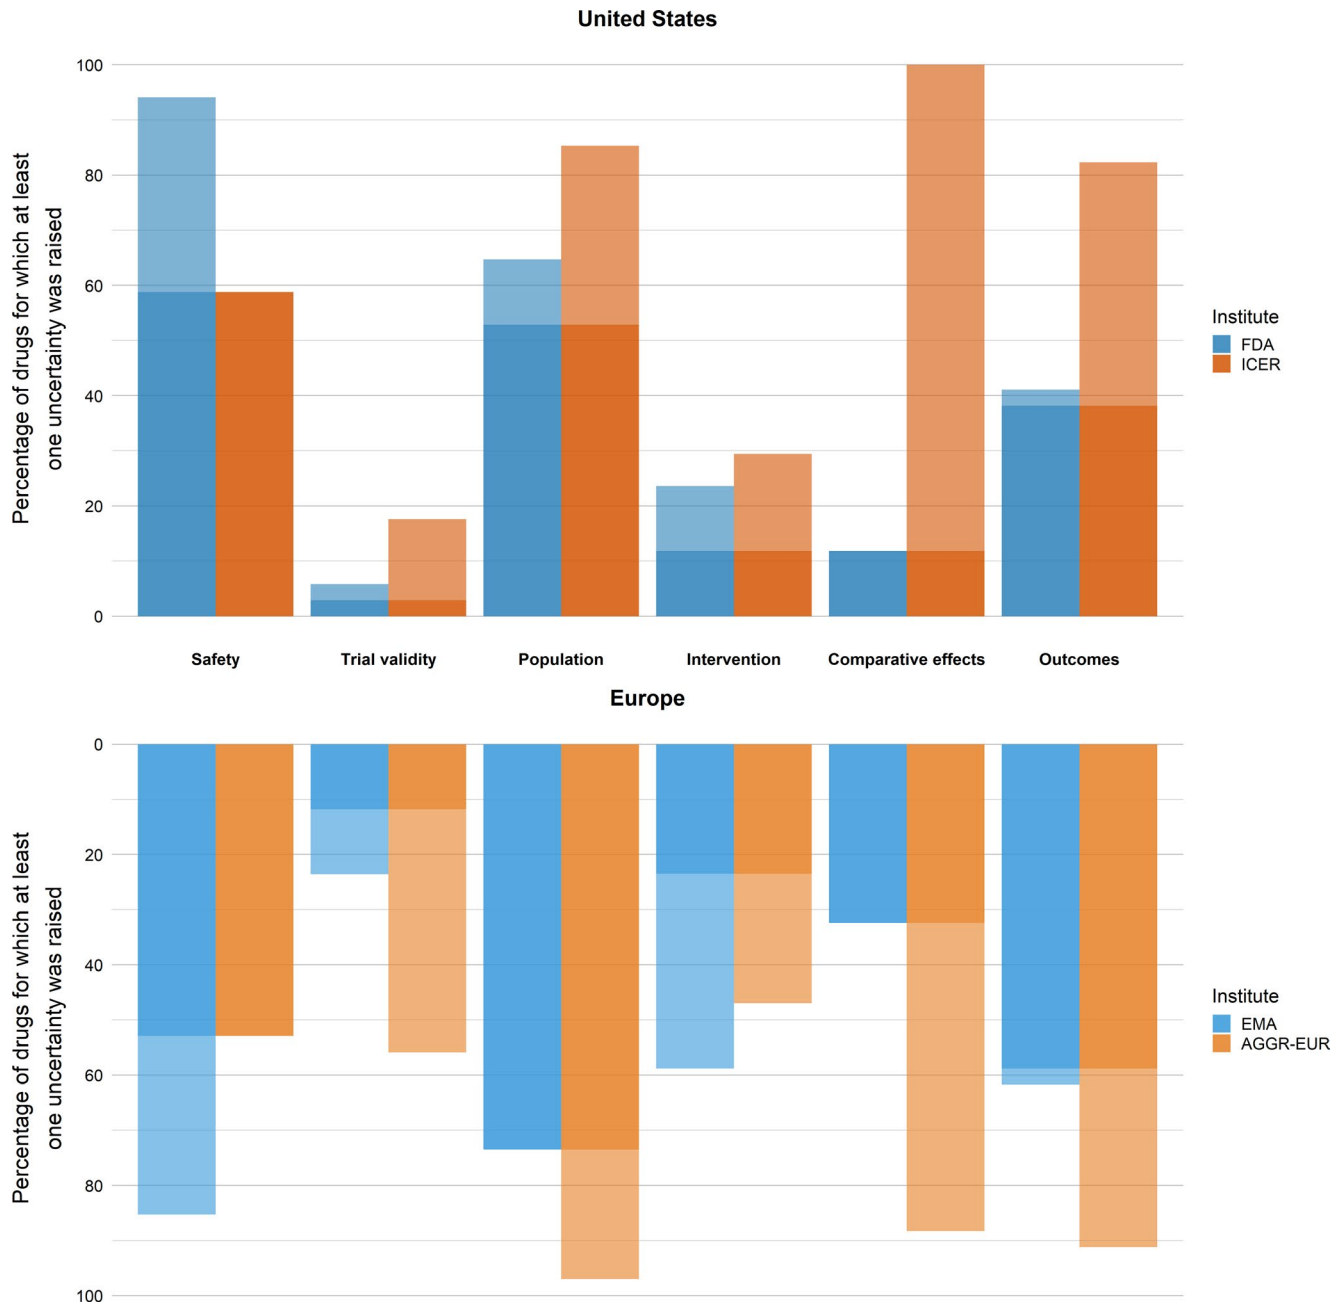 United States
Percentage of drugs for which at least
one uncertainty was raised
100
80
60
40
20
0
Safety
Trial validity
Population
Intervention
Comparative effects
Outcomes
Institute
FDA
ICER
Europe
Percentage of drugs for which at least
one uncertainty was raised
0
20
40
60
80
100
Institute
EMA
AGGR-EUR